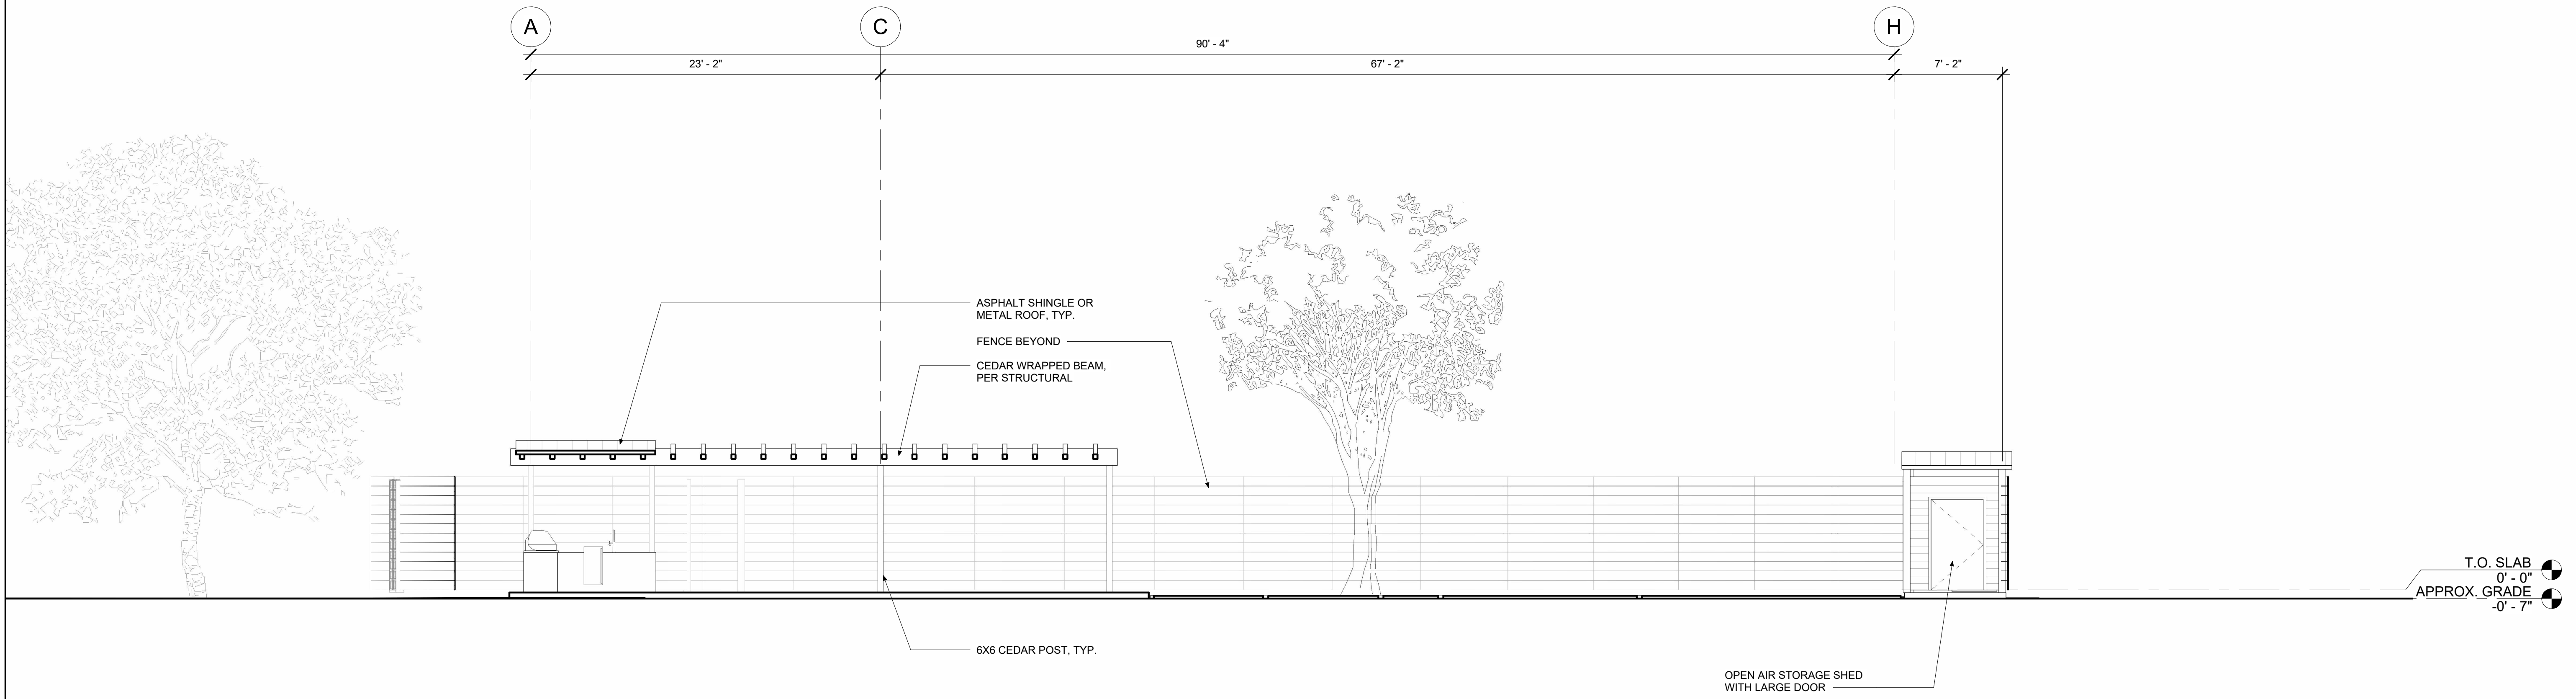 A
C
H
90' - 4"
23' - 2"
67' - 2"
7' - 2"
ASPHALT SHINGLE OR
METAL ROOF, TYP.
FENCE BEYOND
CEDAR WRAPPED BEAM,
PER STRUCTURAL
T.O. SLAB
0' - 0"
APPROX. GRADE
-0' - 7"
6X6 CEDAR POST, TYP.
OPEN AIR STORAGE SHED
WITH LARGE DOOR